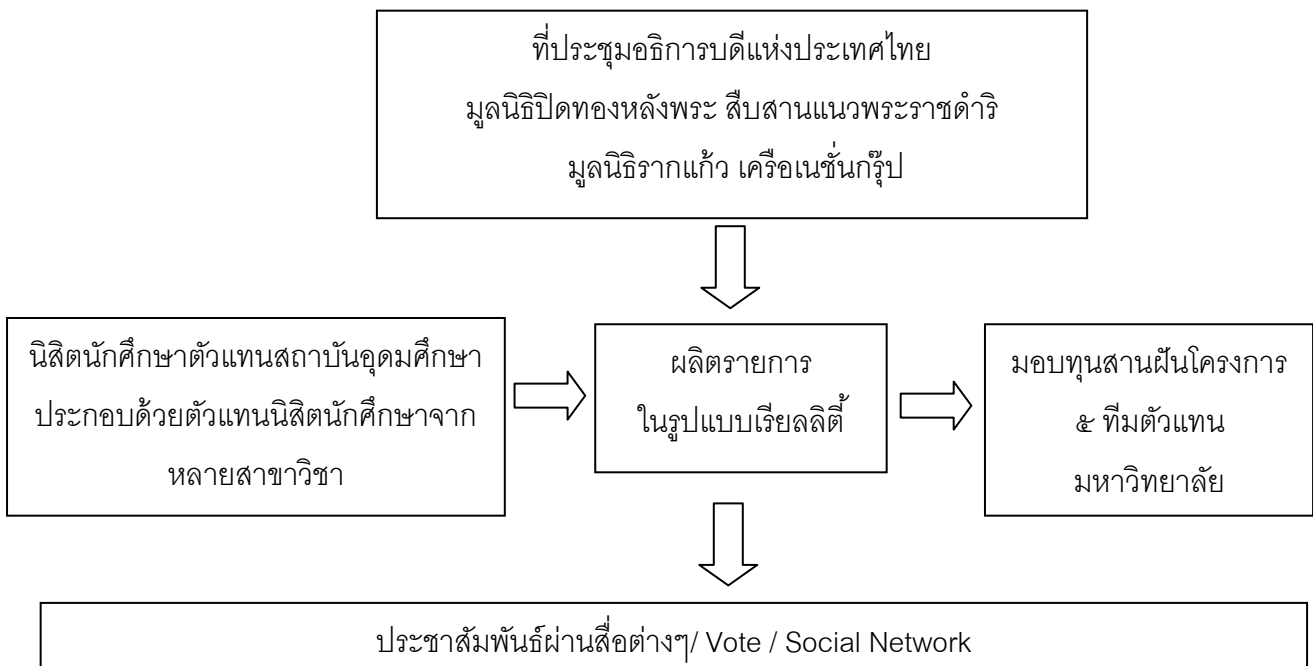 ที่ประชุมอธิการบดีแห่งประเทศไทย
มูลนิธิปิดทองหลังพระ สืบสานแนวพระราชดำริ
มูลนิธิรากแก้ว เครือเนชั่นกรุ๊ป
นิสิตนักศึกษาตัวแทนสถาบันอุดมศึกษา
ประกอบด้วยตัวแทนนิสิตนักศึกษาจาก
หลายสาขาวิชา
ผลิตรายการ
ในรูปแบบเรียลลิตี้
มอบทุนสานฝันโครงการ
๕ ทีมตัวแทน
มหาวิทยาลัย
ประชาสัมพันธ์ผ่านสื่อต่างๆ/ Vote / Social Network